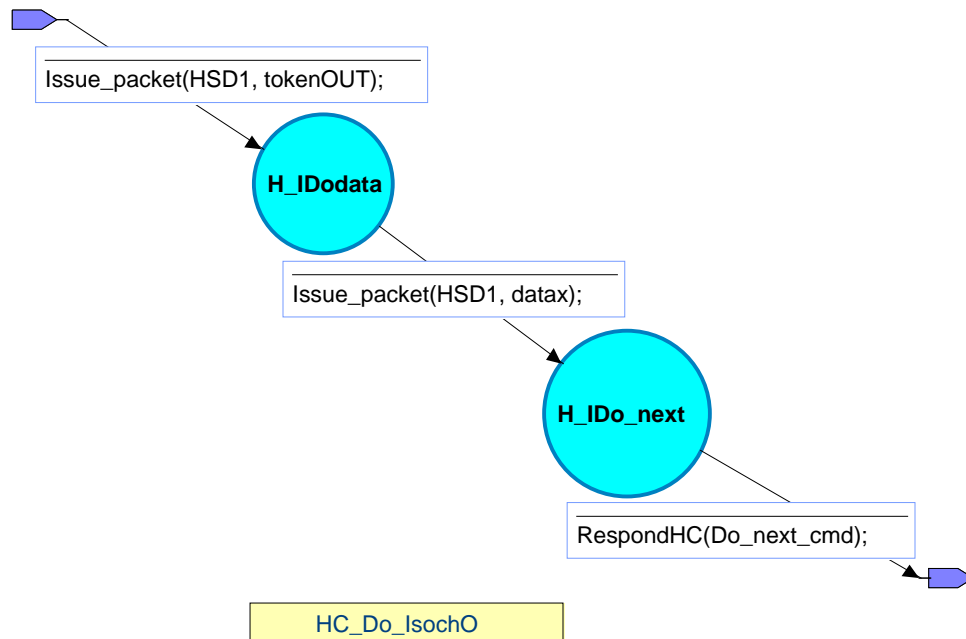 Issue_packet(HSD1, tokenOUT);
H_IDodata
Issue_packet(HSD1, datax);
H_IDo_next
RespondHC(Do_next_cmd);
HC_Do_IsochO